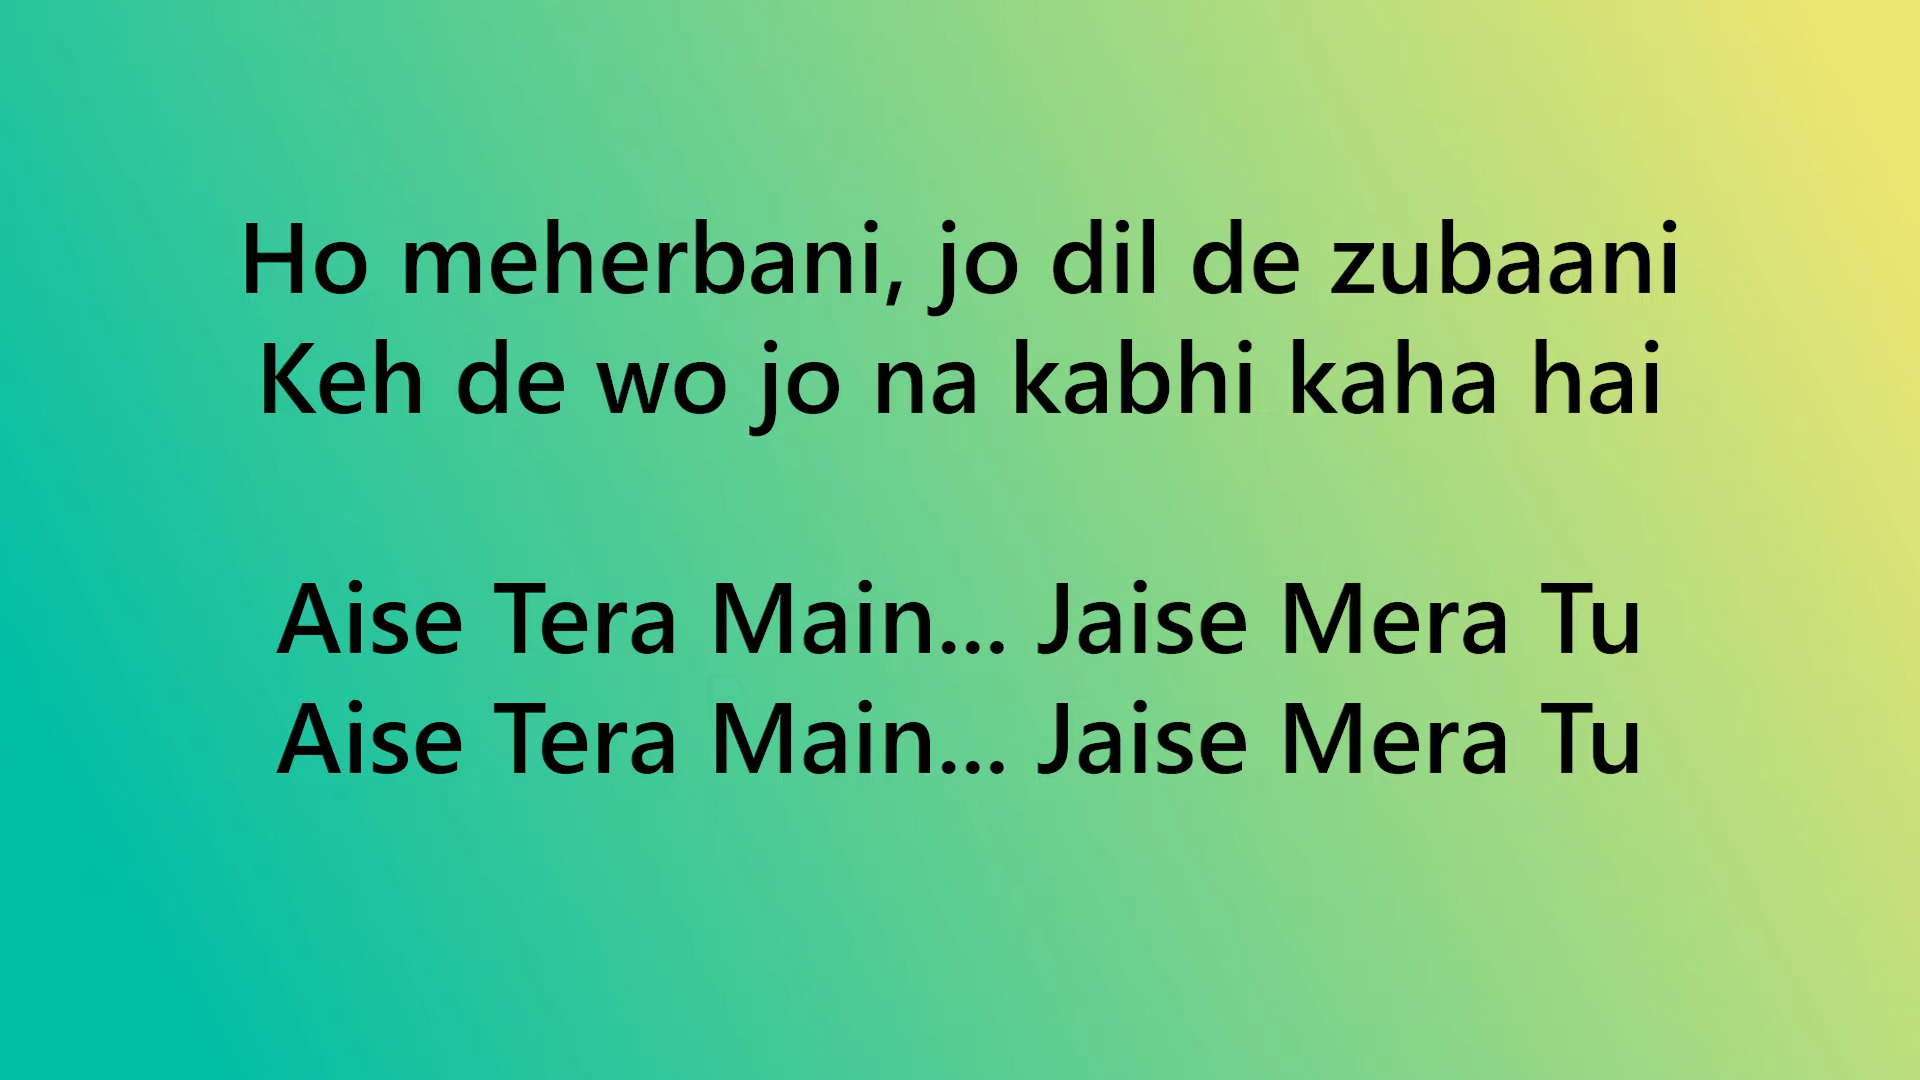 Ho meherbani, jo dil de zubaani
Keh de wo jo na kabhi kaha hai
Aise Tera Main... Jaise Mera Tu
Aise Tera Main... Jaise Mera Tu